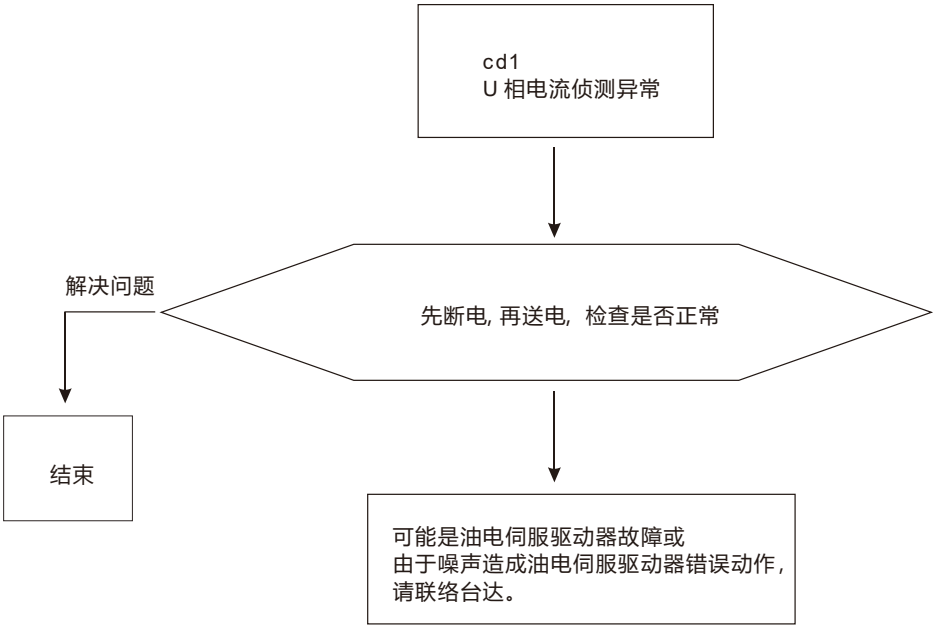 cd1
U 相电流侦测异常
解决问题
先断电, 再送电, 检查是否正常
结束
可能是油电伺服驱动器故障或
由于噪声造成油电伺服驱动器错误动作,
请联络台达。